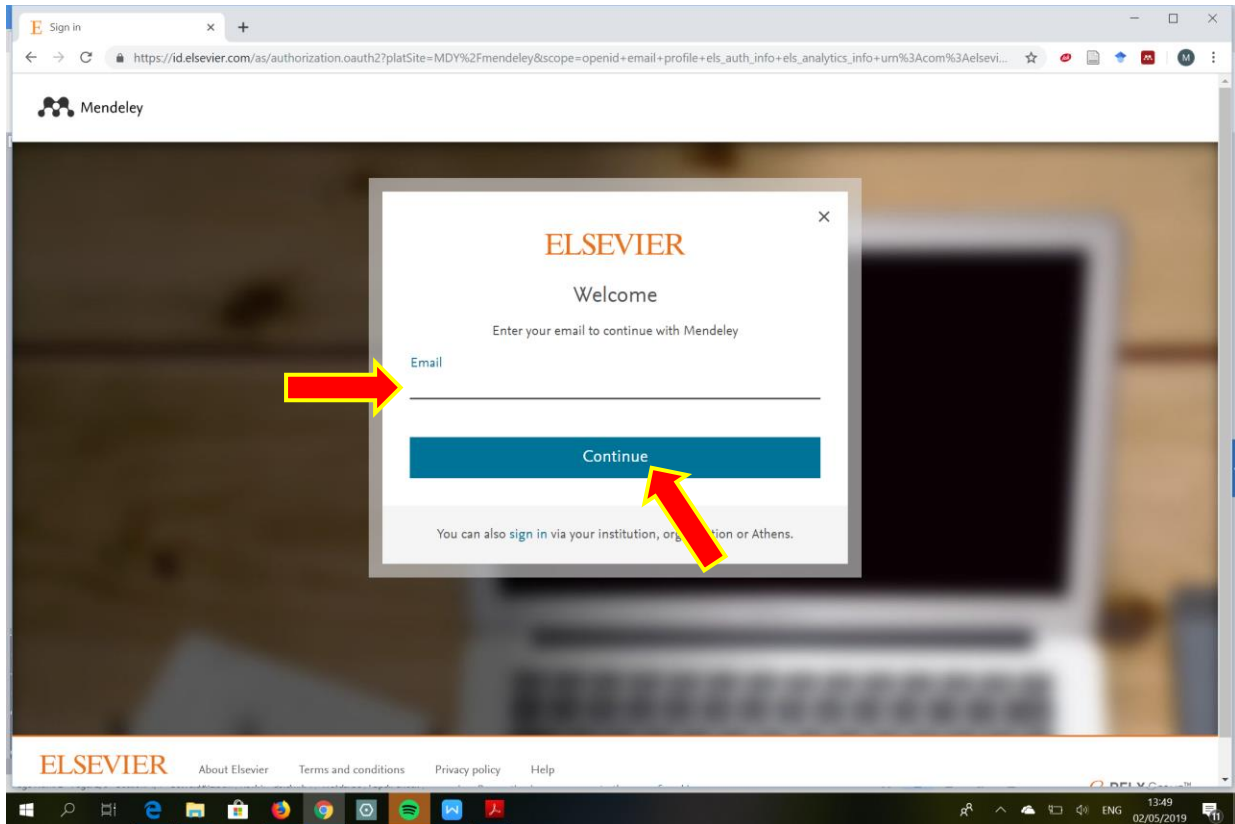 E Sign in
https://id.elsevier.com/as/authorization.oauth2?platSite=MDY%2Fmendeley&scope=openid+email+profile+els_auth_info+els_analytics_info+urn%3Acom%3Aelsevi...
M
Mendeley
ELSEVIER
Welcome
Enter your email to continue with Mendeley
Email
Continue
You can also sign in via your institution, or Athens.
ELSEVIER About Elsevier Terms and conditions Privacy policy Help
ENG 13:49
02/05/2019
11